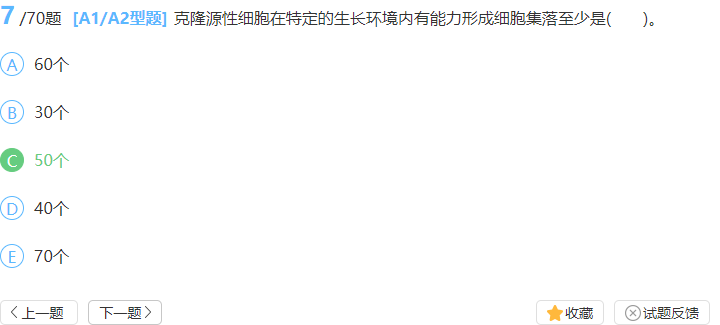 7 /70题 [A1/A2型题] 克隆源性细胞在特定的生长环境内有能力形成细胞集落至少是(　　)。
A 60个
B 30个
C 50个
D 40个
E 70个
上一题 下一题 收藏 试题反馈